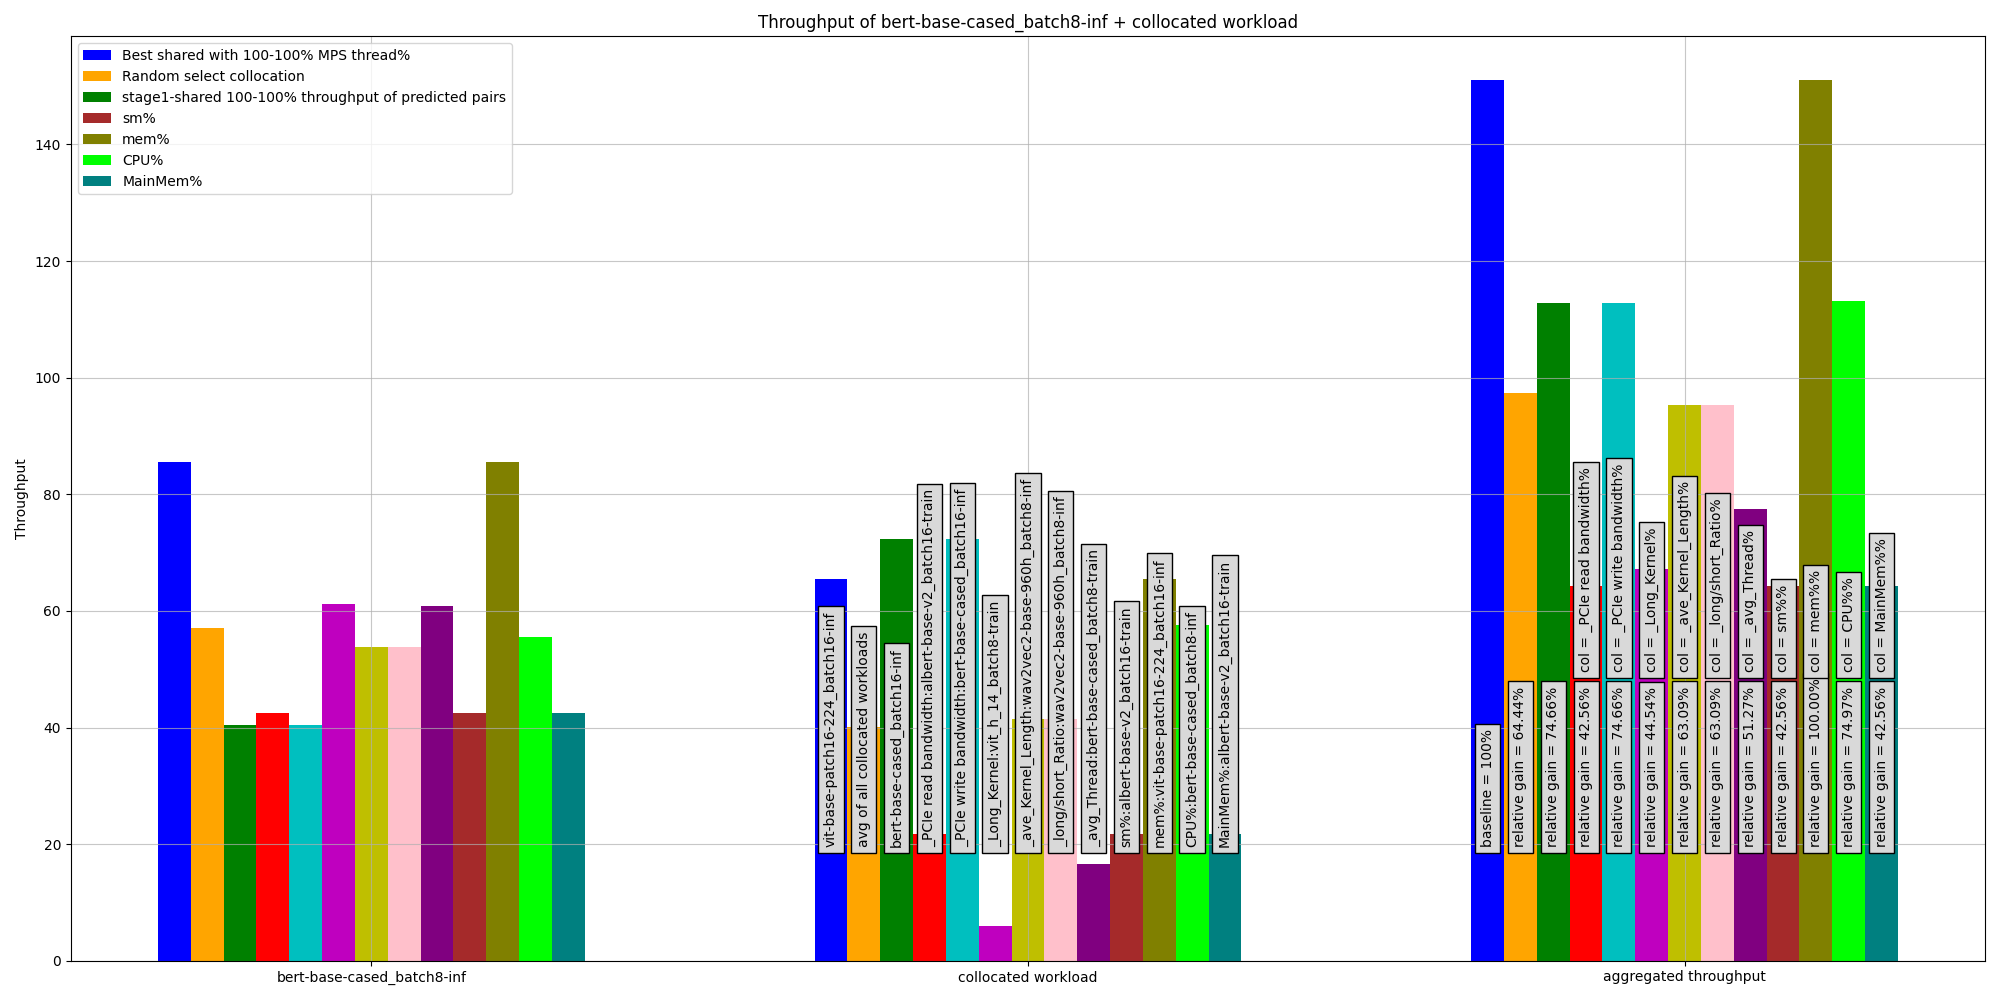 Throughput of bert-base-cased_batch8-inf + collocated workload
Best shared with 100-100% MPS thread%
Random select collocation
stage1-shared 100-100% throughput of predicted pairs
sm%
mem%
CPU%
MainMem%
Throughput
140
120
100
80
60
40
20
0
vit-base-patch16-224_batch16-inf
avg of all collocated workloads
bert-base-cased_batch16-inf
_PCIe read bandwidth:albert-base-v2_batch16-train
_PCIe write bandwidth:bert-base-cased_batch16-inf
_Long_Kernel:vit_h_14_batch8-train
_ave_Kernel_Length:wav2vec2-base-960h_batch8-inf
_long/short_Ratio:wav2vec2-base-960h_batch8-inf
_avg_Thread:bert-base-cased_batch8-train
sm%:albert-base-v2_batch16-train
mem%:vit-base-patch16-224_batch16-inf
CPU%:bert-base-cased_batch8-inf
MainMem%:albert-base-v2_batch16-train
baseline = 100%
relative gain = 64.44%
relative gain = 74.66%
relative gain = 42.56%
col = _PCIe read bandwidth%
relative gain = 74.66%
col = _PCIe write bandwidth%
relative gain = 44.54%
col = _Long_Kernel%
relative gain = 63.09%
col = _ave_Kernel_Length%
relative gain = 63.09%
col = _long/short_Ratio%
relative gain = 51.27%
col = _avg_Thread%
relative gain = 42.56%
col = sm%%
relative gain = 100.00%
col = mem%%
relative gain = 74.97%
col = CPU%%
relative gain = 42.56%
col = MainMem%%
bert-base-cased_batch8-inf
collocated workload
aggregated throughput